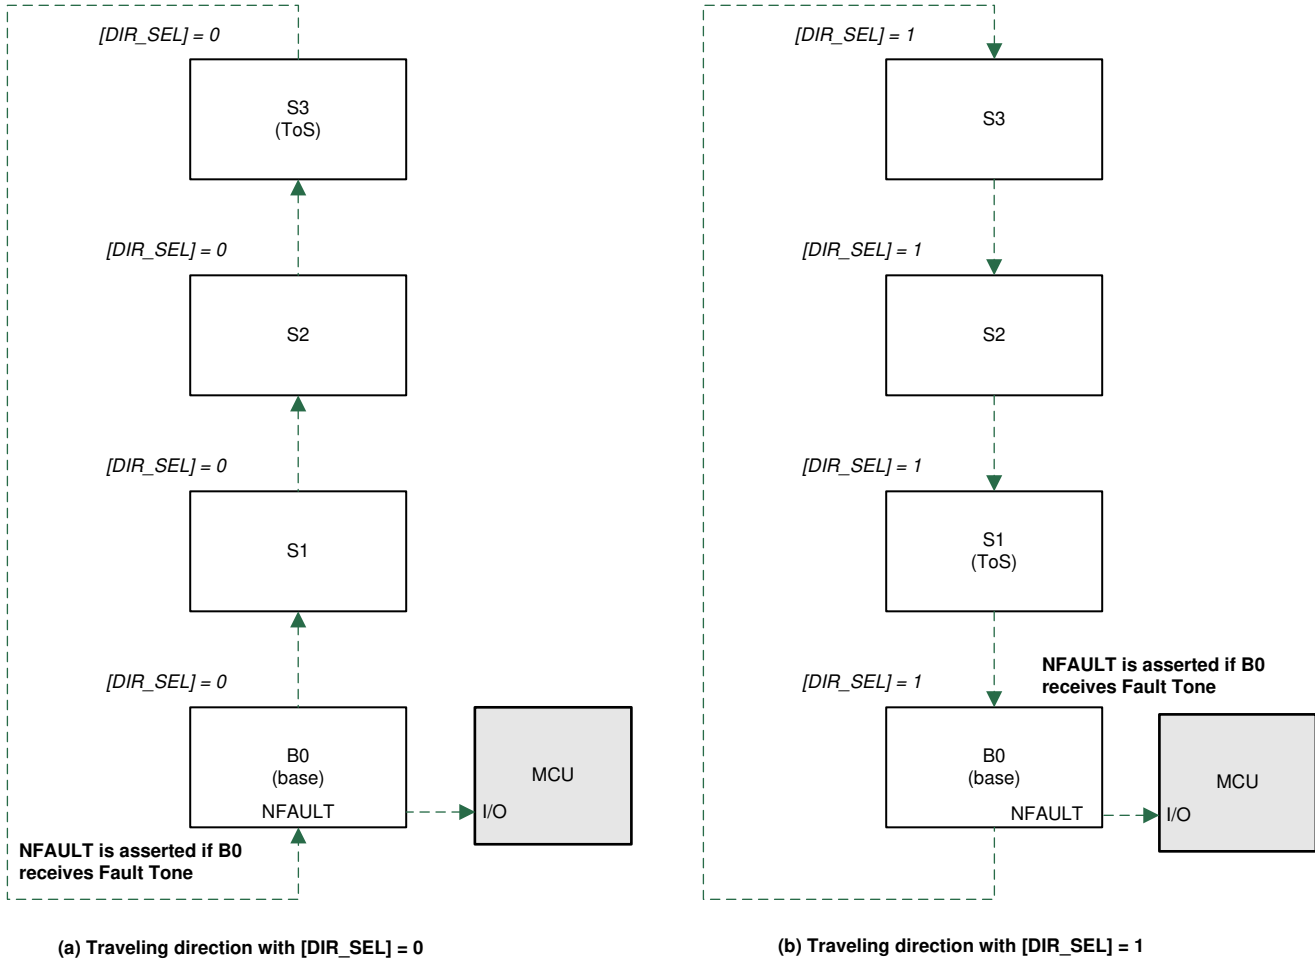 [DIR_SEL] = 0
S3
(ToS)
[DIR_SEL] = 0
S2
[DIR_SEL] = 0
S1
[DIR_SEL] = 0
B0
(base)
NFAULT
MCU
I/O
NFAULT is asserted if B0
receives Fault Tone
(a) Traveling direction with [DIR_SEL] = 0
[DIR_SEL] = 1
S3
[DIR_SEL] = 1
S2
[DIR_SEL] = 1
S1
(ToS)
NFAULT is asserted if B0
receives Fault Tone
[DIR_SEL] = 1
B0
(base)
NFAULT
MCU
I/O
(b) Traveling direction with [DIR_SEL] = 1